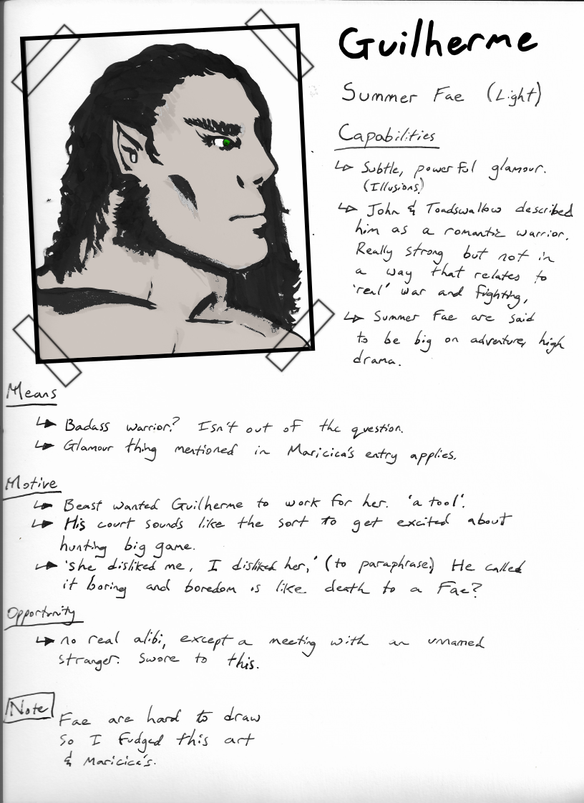 Guilherme
Summer Fae (Light)
Capabilities
↳ Subtle, powerful glamour.
(Illusions)
↳ John & Toadswallow described
him as a romantic warrior.
Really strong but not in
a way that relates to
'real' war and fighting,
↳ Summer Fae are said
to be big on adventure, high
drama.
Means
↳ Badass warrior? Isn't out of the question.
↳ Glamour thing mentioned in Maricica's entry applies.
Motive
↳ Beast wanted Guilherme to work for her. 'a tool'.
↳ His court sounds like the sort to get excited about
hunting big game.
↳ 'she disliked me, I disliked her,' (to paraphrase) He called
it boring and boredom is like death to a Fae?
Opportunity
↳ no real alibi, except a meeting with an unnamed
stranger. Swore to this.
Note
Fae are hard to draw
so I fudged this art
& Maricica's.